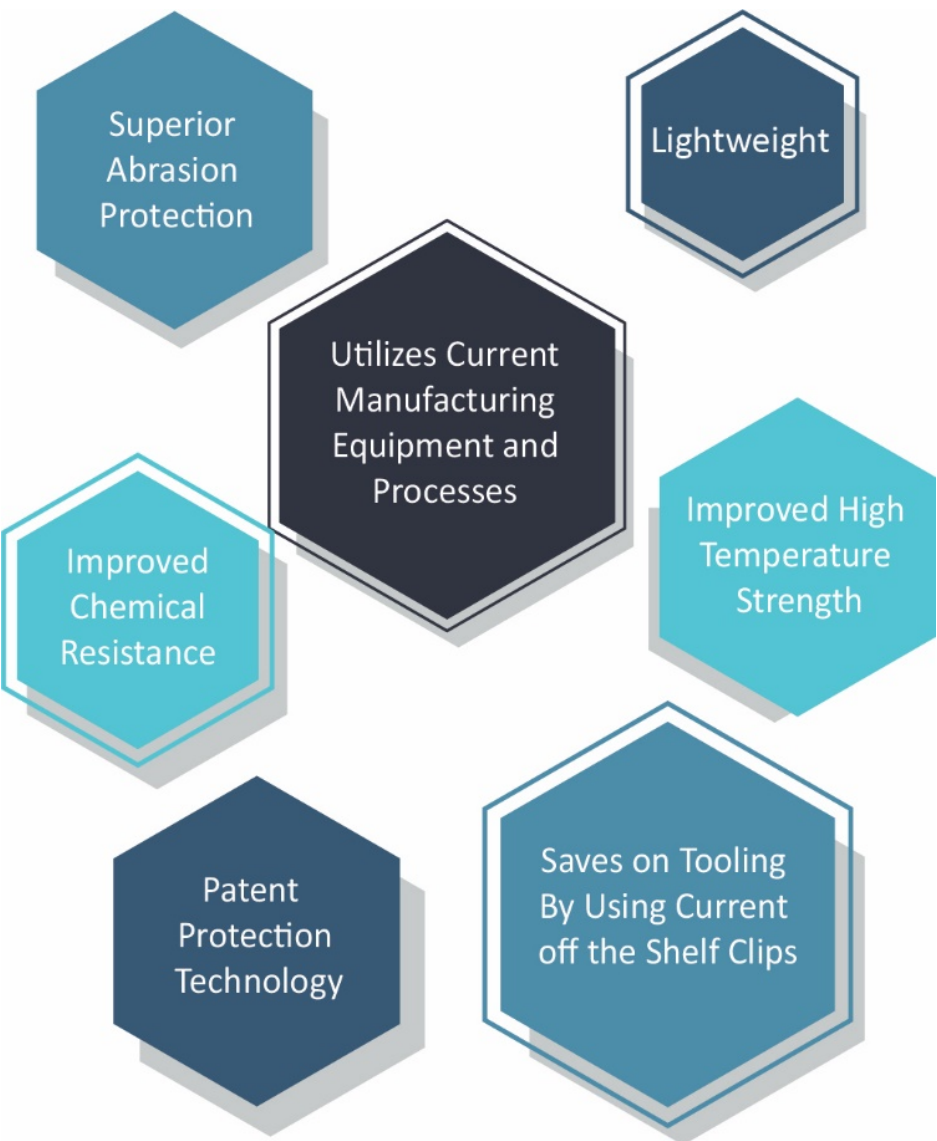 Superior
Abrasion
Protection
Lightweight
Utilizes Current
Manufacturing
Equipment and
Processes
Improved High
Temperature
Strength
Improved
Chemical
Resistance
Patent
Protection
Technology
Saves on Tooling
By Using Current
off the Shelf Clips